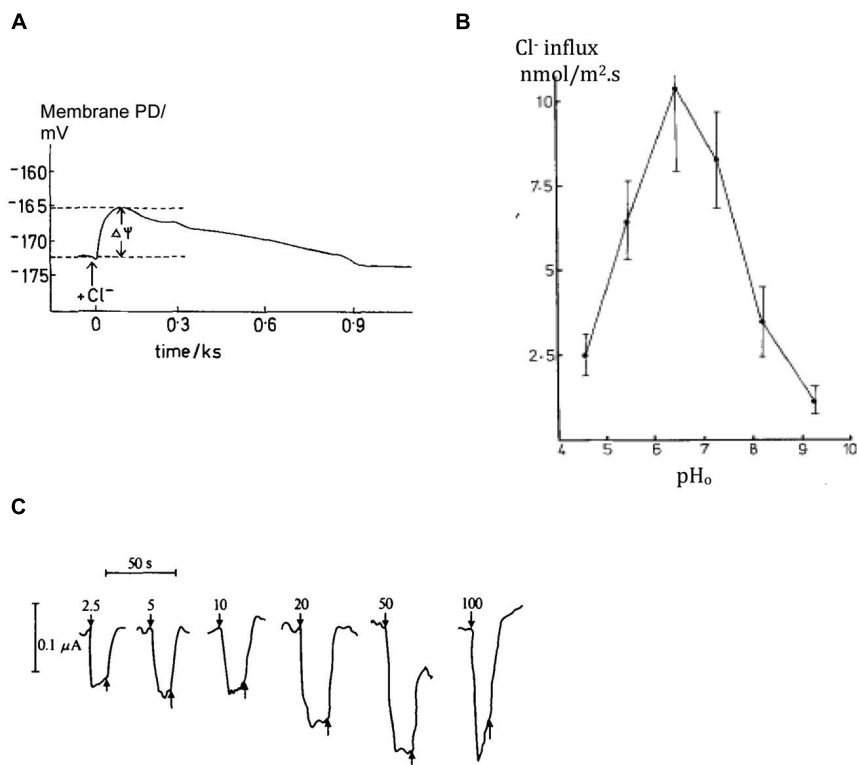 A
Membrane PD/
mV
-160
-165
-170
-175
ΔΨ
+Cl⁻
0 0·3 0·6 0·9
time/ks
B
Cl⁻ influx
nmol/m².s
10
7.5
5
2.5
4 5 6 7 8 9 10
pHₒ
C
50 s
2.5 5 10 20 50 100
0.1 μA